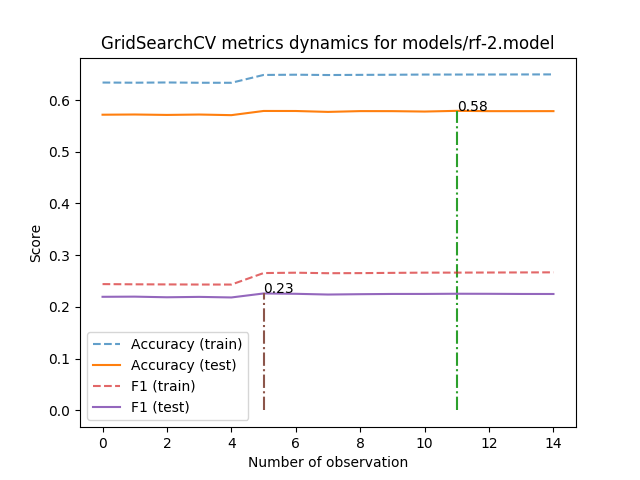 GridSearchCV metrics dynamics for models/rf-2.model
Score
0.6
0.5
0.4
0.3
0.2
0.1
0.0
0.58
0.23
Accuracy (train)
Accuracy (test)
F1 (train)
F1 (test)
0 2 4 6 8 10 12 14
Number of observation